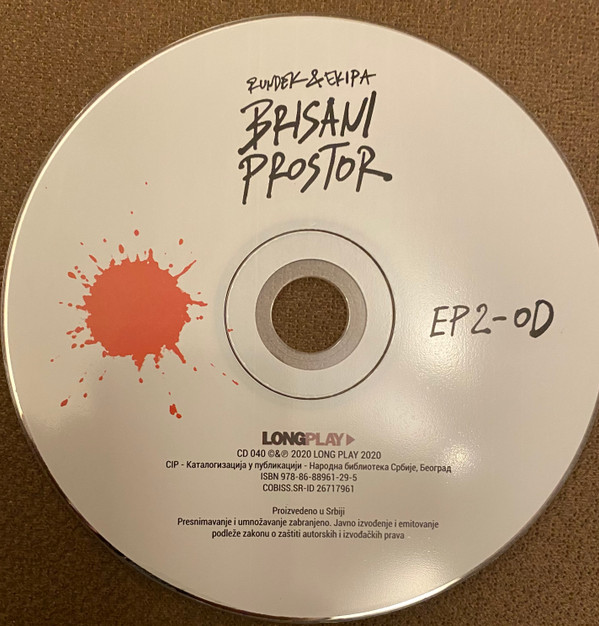 RUNDEK & EKIPA
BRISANI
PROSTOR
EP2-OD
LONGPLAY
CD 040 ©&℗ 2020 LONG PLAY 2020
CIP - Каталогизација у публикацији - Народна библиотека Србије, Београд
ISBN 978-86-88961-29-5
COBISS.SR-ID 26717961
Proizvedeno u Srbiji
Presnimavanje i umnožavanje zabranjeno. Javno izvođenje i emitovanje
podleže zakonu o zaštiti autorskih i izvođačkih prava